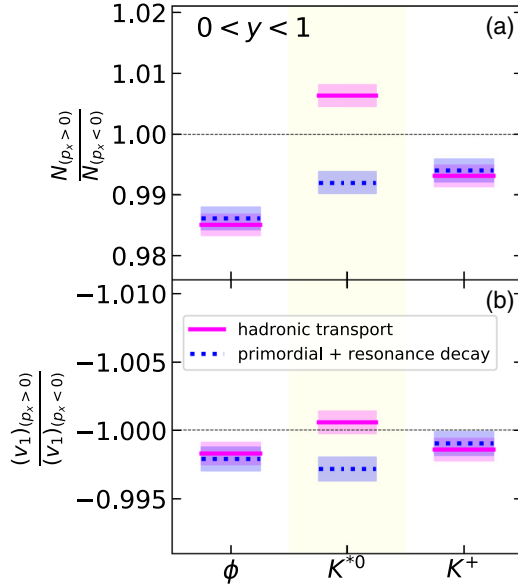 0 < y < 1
(a)
1.02
1.01
1.00
0.99
0.98
N(pₓ > 0)
N(pₓ < 0)
(b)
−1.010
−1.005
−1.000
−0.995
(v₁)(pₓ > 0)
(v₁)(pₓ < 0)
hadronic transport
primordial + resonance decay
ϕ K*⁰ K⁺